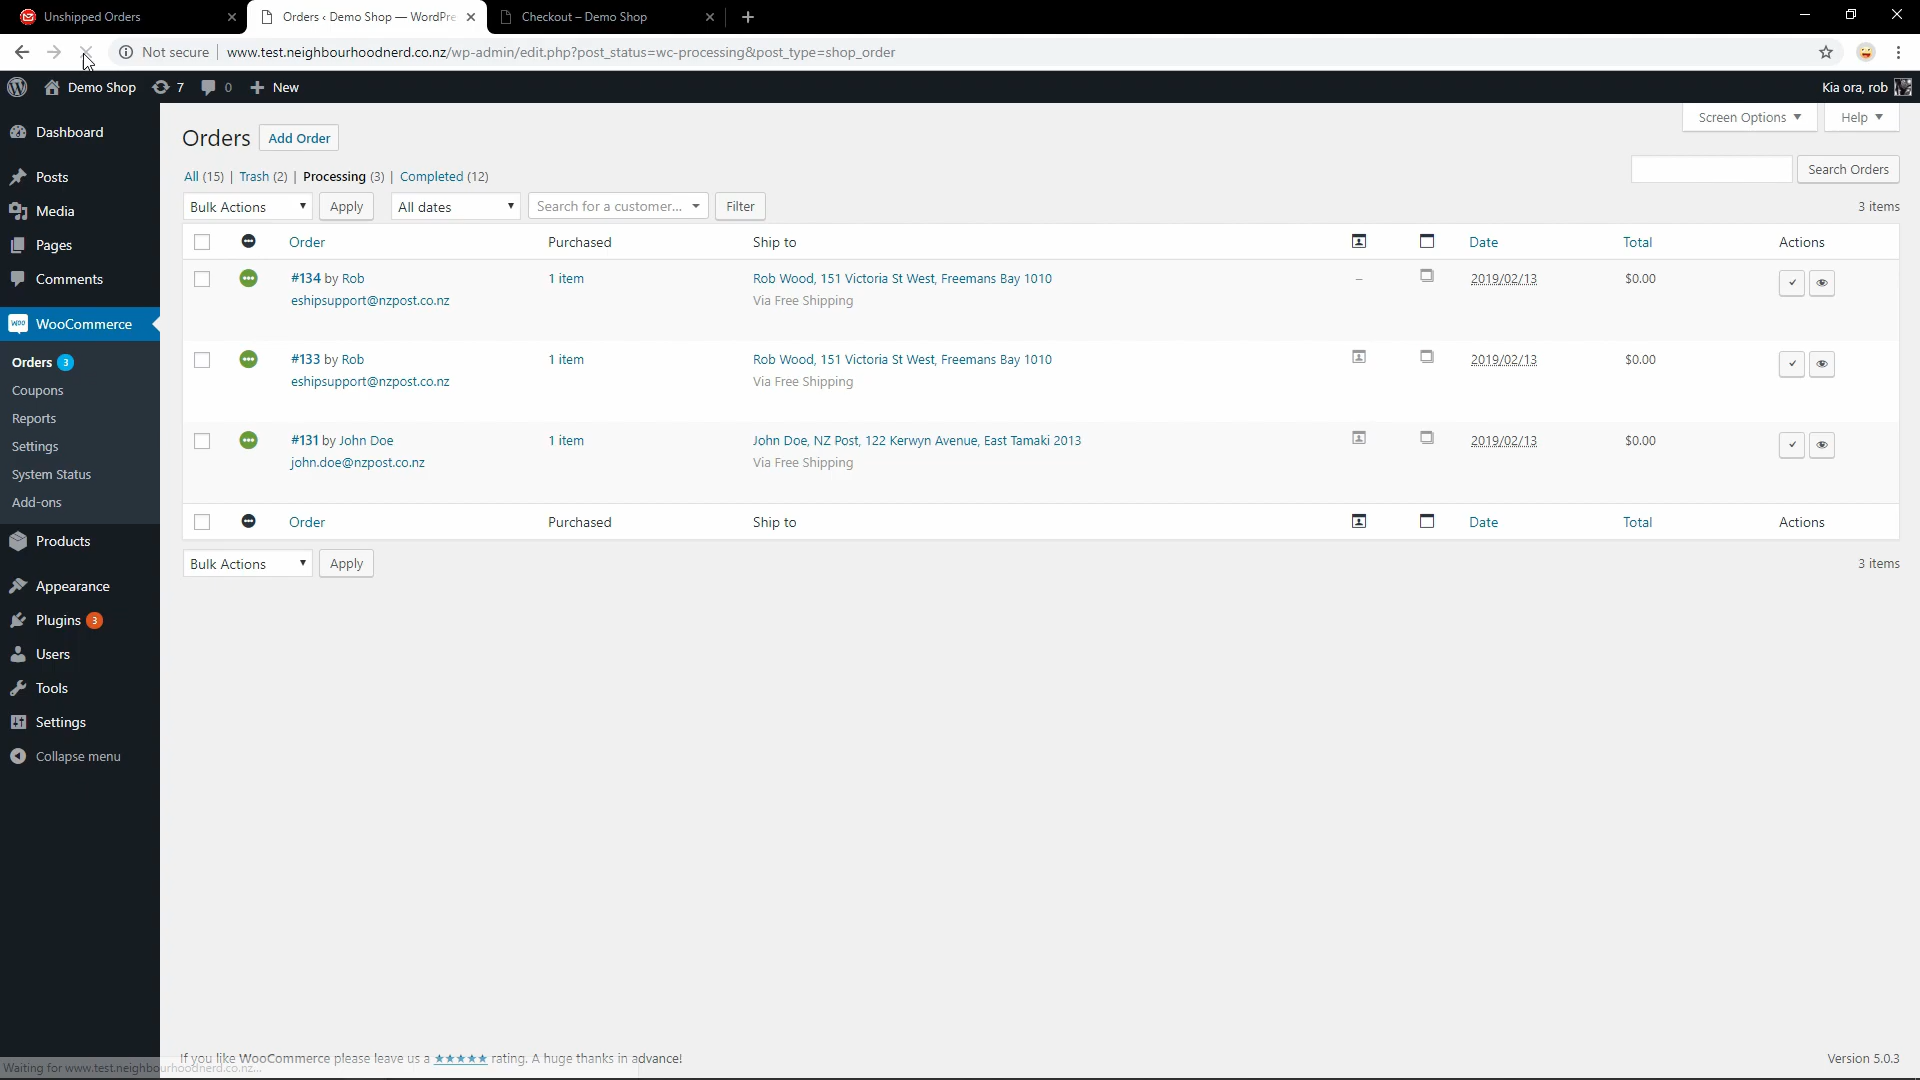 Unshipped Orders
Orders ‹ Demo Shop — WordPre
Checkout – Demo Shop
Not secure
www.test.neighbourhoodnerd.co.nz/wp-admin/edit.php?post_status=wc-processing&post_type=shop_order
Demo Shop
7
0
New
Kia ora, rob
Dashboard
Posts
Media
Pages
Comments
WooCommerce
Orders 3
Coupons
Reports
Settings
System Status
Add-ons
Products
Appearance
Plugins 3
Users
Tools
Settings
Collapse menu
Screen Options
Help
Orders
Add Order
All (15) | Trash (2) | Processing (3) | Completed (12)
Search Orders
Bulk Actions
Apply
All dates
Search for a customer...
Filter
3 items
Order Purchased Ship to Date Total Actions
#134 by Rob 1 item Rob Wood, 151 Victoria St West, Freemans Bay 1010 – 2019/02/13 $0.00
eshipsupport@nzpost.co.nz Via Free Shipping
#133 by Rob 1 item Rob Wood, 151 Victoria St West, Freemans Bay 1010 2019/02/13 $0.00
eshipsupport@nzpost.co.nz Via Free Shipping
#131 by John Doe 1 item John Doe, NZ Post, 122 Kerwyn Avenue, East Tamaki 2013 2019/02/13 $0.00
john.doe@nzpost.co.nz Via Free Shipping
Order Purchased Ship to Date Total Actions
Bulk Actions
Apply
3 items
If you like WooCommerce please leave us a ★★★★★ rating. A huge thanks in advance!
Version 5.0.3
Waiting for www.test.neighbourhoodnerd.co.nz...